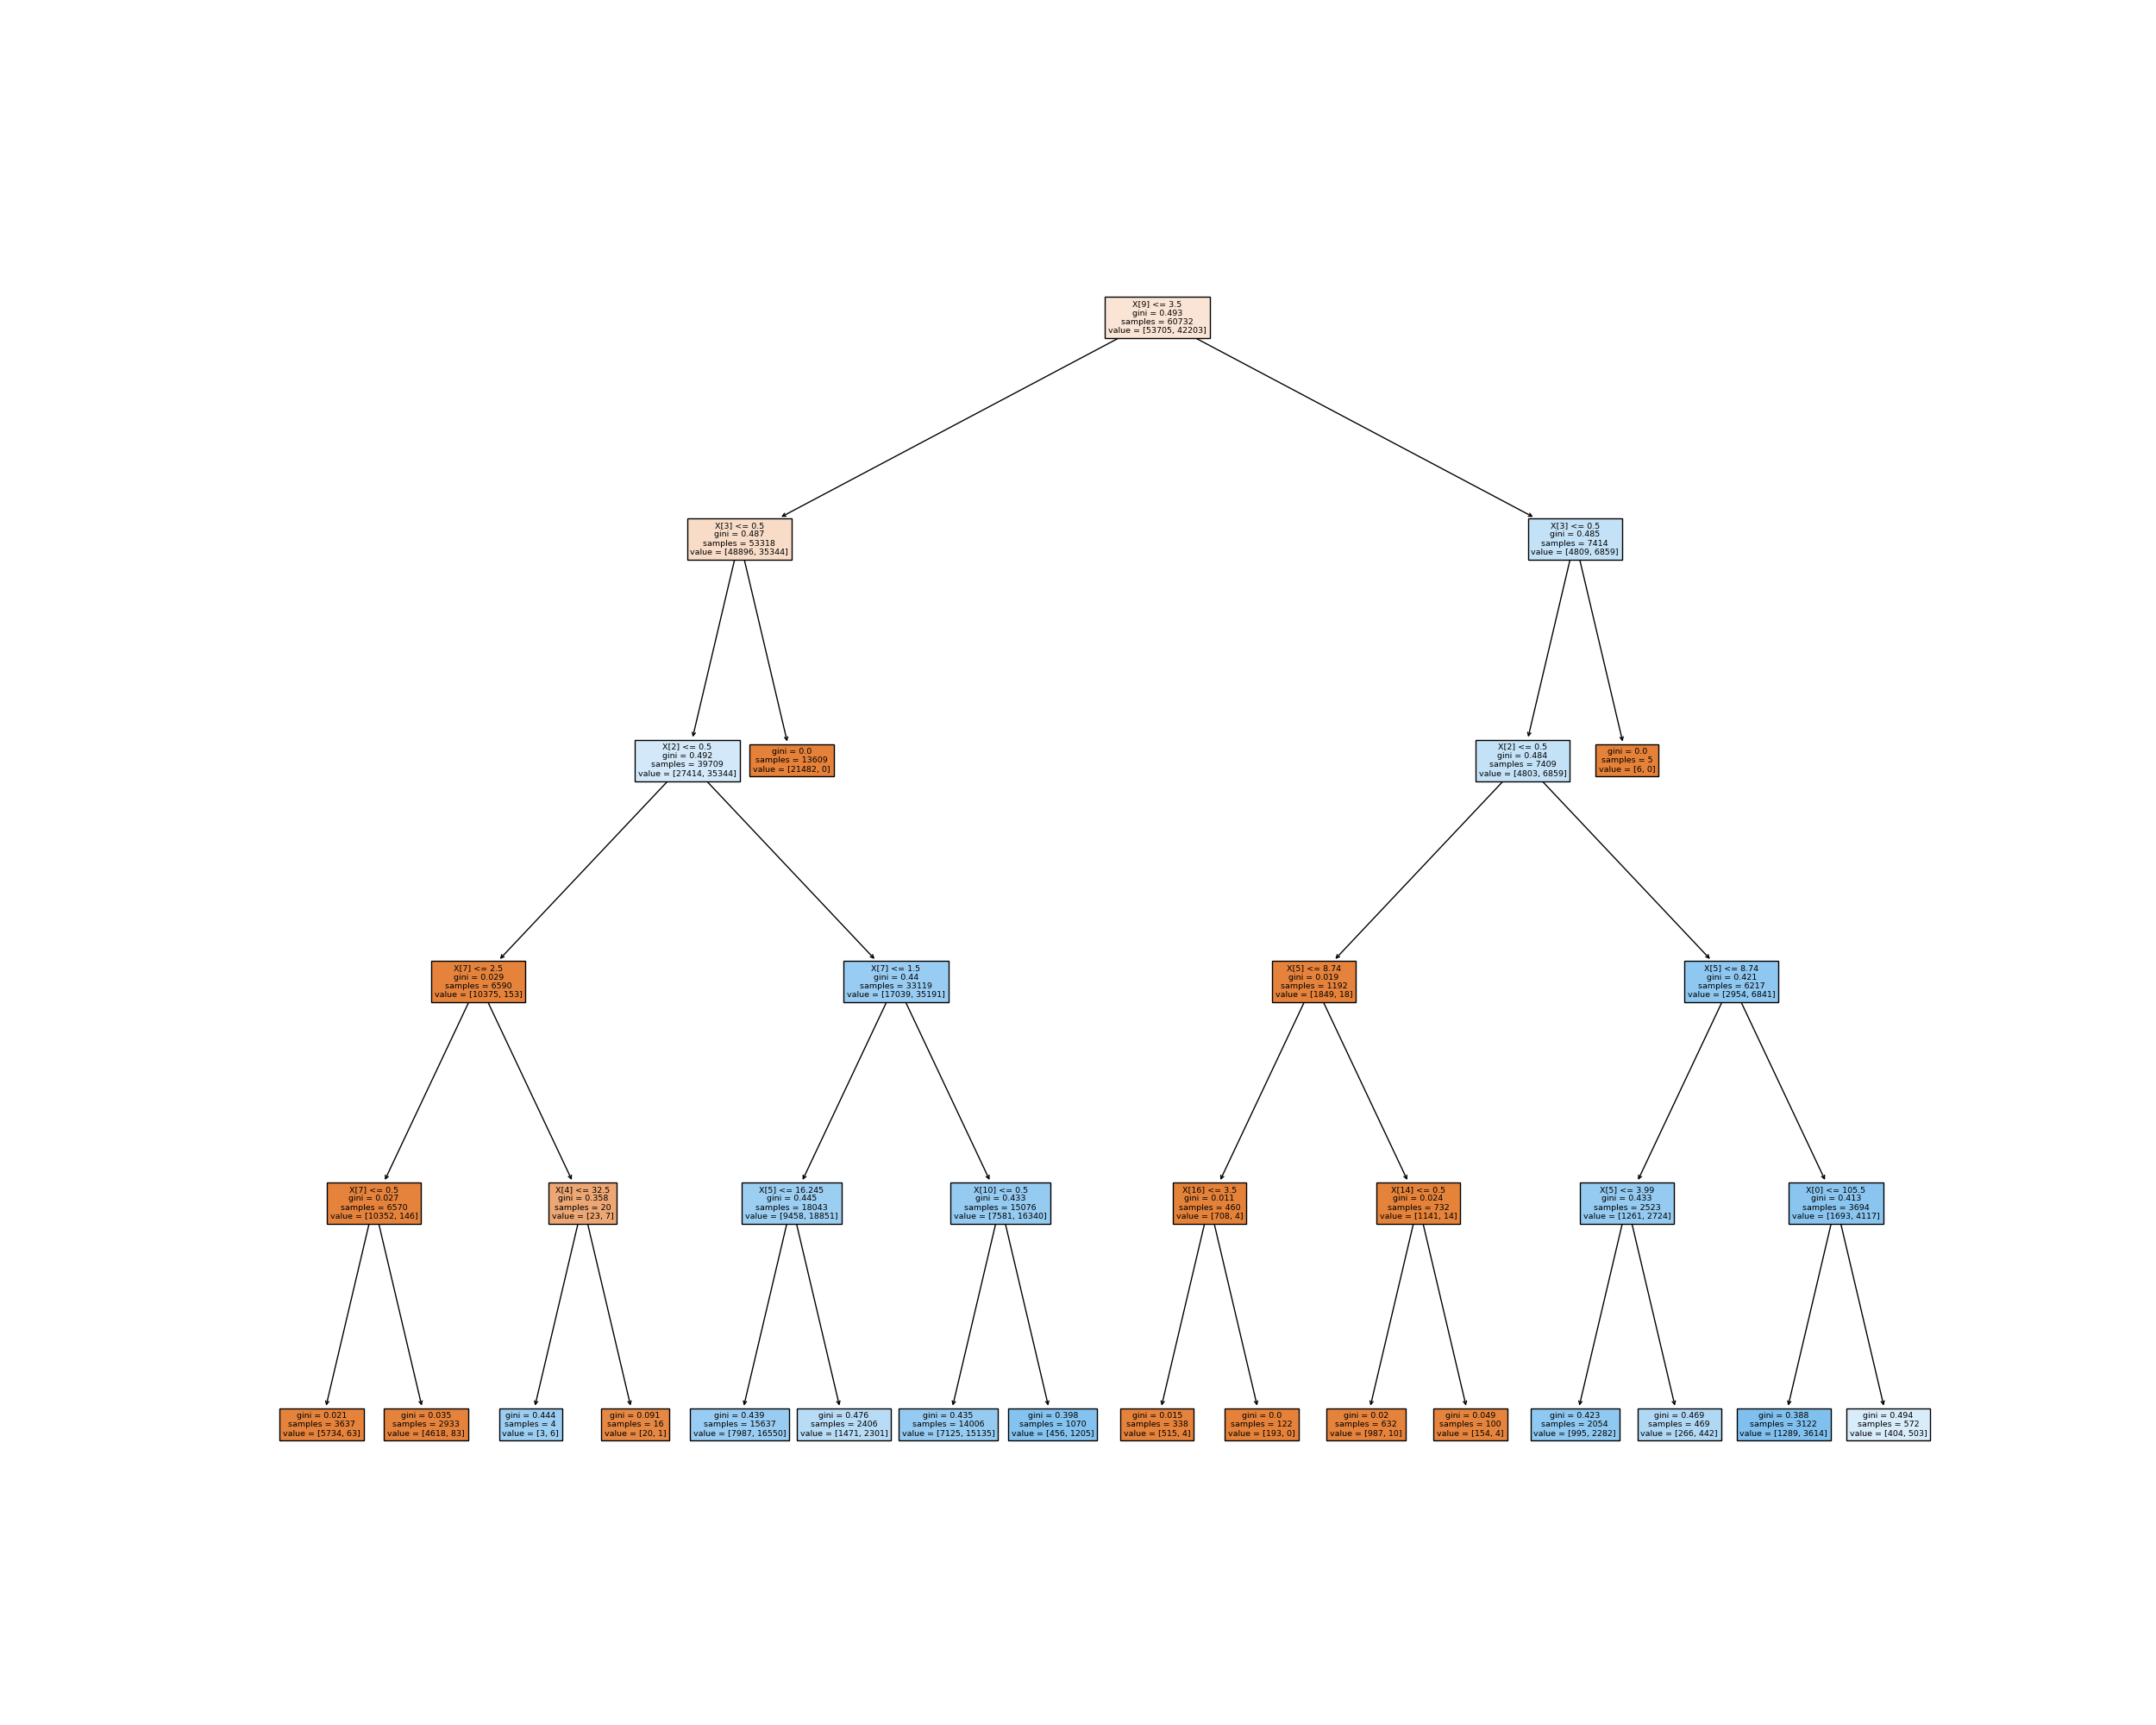 X[9] <= 3.5
gini = 0.493
samples = 60732
value = [53705, 42203]
X[3] <= 0.5
gini = 0.487
samples = 53318
value = [48896, 35344]
X[3] <= 0.5
gini = 0.485
samples = 7414
value = [4809, 6859]
X[2] <= 0.5
gini = 0.492
samples = 39709
value = [27414, 35344]
gini = 0.0
samples = 13609
value = [21482, 0]
X[2] <= 0.5
gini = 0.484
samples = 7409
value = [4803, 6859]
gini = 0.0
samples = 5
value = [6, 0]
X[7] <= 2.5
gini = 0.029
samples = 6590
value = [10375, 153]
X[7] <= 1.5
gini = 0.44
samples = 33119
value = [17039, 35191]
X[5] <= 8.74
gini = 0.019
samples = 1192
value = [1849, 18]
X[5] <= 8.74
gini = 0.421
samples = 6217
value = [2954, 6841]
X[7] <= 0.5
gini = 0.027
samples = 6570
value = [10352, 146]
X[4] <= 32.5
gini = 0.358
samples = 20
value = [23, 7]
X[5] <= 16.245
gini = 0.445
samples = 18043
value = [9458, 18851]
X[10] <= 0.5
gini = 0.433
samples = 15076
value = [7581, 16340]
X[16] <= 3.5
gini = 0.011
samples = 460
value = [708, 4]
X[14] <= 0.5
gini = 0.024
samples = 732
value = [1141, 14]
X[5] <= 3.99
gini = 0.433
samples = 2523
value = [1261, 2724]
X[0] <= 105.5
gini = 0.413
samples = 3694
value = [1693, 4117]
gini = 0.021
samples = 3637
value = [5734, 63]
gini = 0.035
samples = 2933
value = [4618, 83]
gini = 0.444
samples = 4
value = [3, 6]
gini = 0.091
samples = 16
value = [20, 1]
gini = 0.439
samples = 15637
value = [7987, 16550]
gini = 0.476
samples = 2406
value = [1471, 2301]
gini = 0.435
samples = 14006
value = [7125, 15135]
gini = 0.398
samples = 1070
value = [456, 1205]
gini = 0.015
samples = 338
value = [515, 4]
gini = 0.0
samples = 122
value = [193, 0]
gini = 0.02
samples = 632
value = [987, 10]
gini = 0.049
samples = 100
value = [154, 4]
gini = 0.423
samples = 2054
value = [995, 2282]
gini = 0.469
samples = 469
value = [266, 442]
gini = 0.388
samples = 3122
value = [1289, 3614]
gini = 0.494
samples = 572
value = [404, 503]